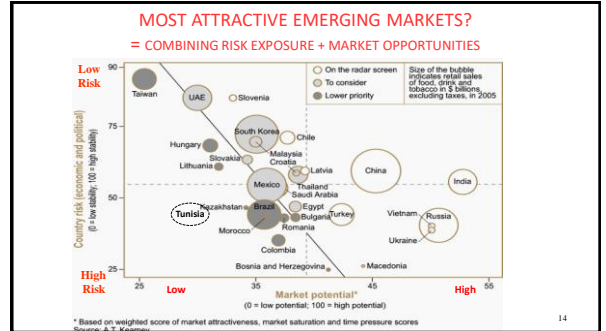 MOST ATTRACTIVE EMERGING MARKETS?
= COMBINING RISK EXPOSURE + MARKET OPPORTUNITIES
Low
Risk
90
75
50
25
High
Risk
Country risk (economic and political)
(0 = low stability; 100 = high stability)
On the radar screen
To consider
Lower priority
Size of the bubble
indicates retail sales
of food, drink and
tobacco in $ billions,
excluding taxes, in 2005
Taiwan
UAE
Slovenia
South Korea
Chile
Hungary
Malaysia
Croatia
Slovakia
Latvia
Lithuania
China
India
Mexico
Thailand
Saudi Arabia
Kazakhstan
Brazil
Egypt
Tunisia
Bulgaria
Turkey
Vietnam
Russia
Morocco
Romania
Ukraine
Colombia
Bosnia and Herzegovina
Macedonia
25
35
45
55
Low
High
Market potential*
(0 = low potential; 100 = high potential)
* Based on weighted score of market attractiveness, market saturation and time pressure scores
Source: A.T. Kearney
14